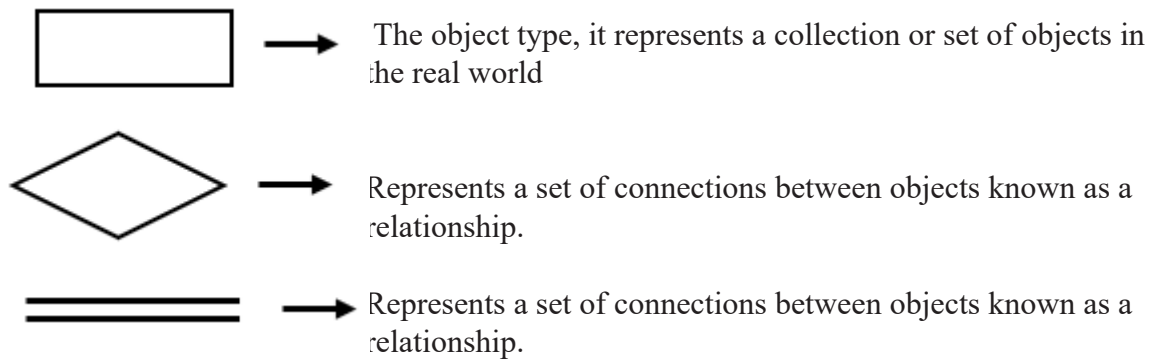 The object type, it represents a collection or set of objects in
the real world
Represents a set of connections between objects known as a
relationship.
Represents a set of connections between objects known as a
relationship.